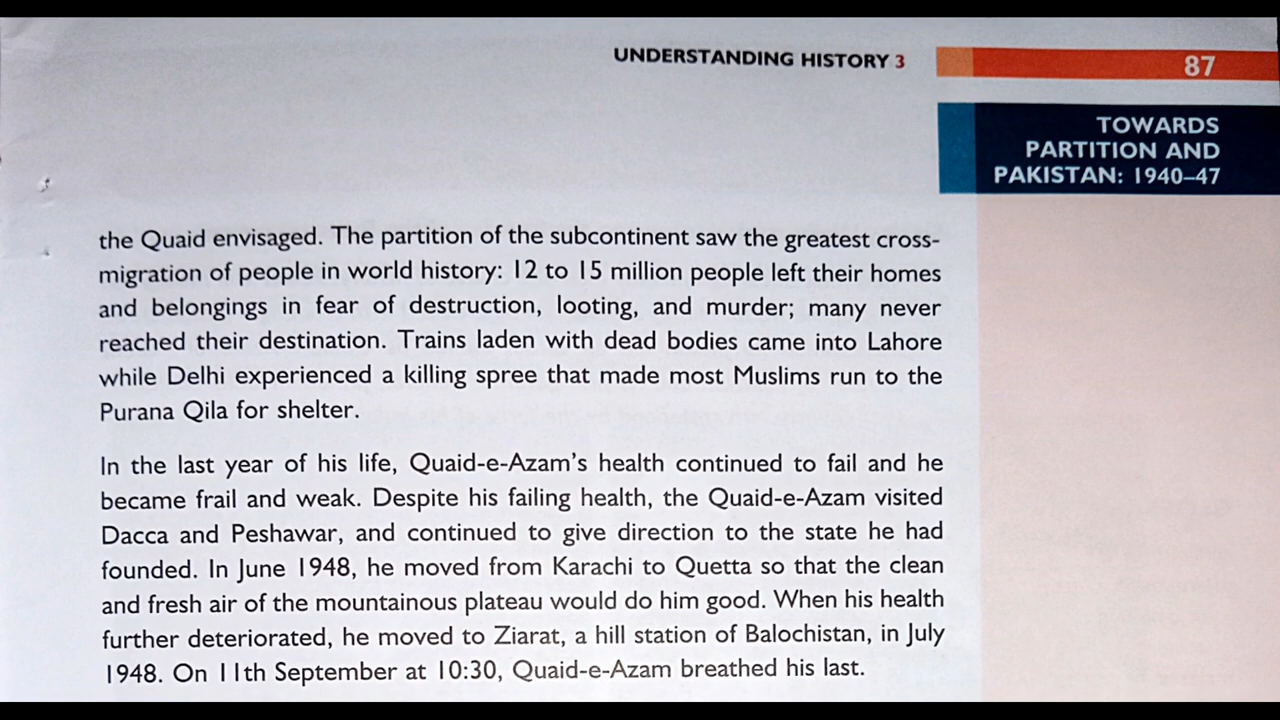 UNDERSTANDING HISTORY 3
87
TOWARDS
PARTITION AND
PAKISTAN: 1940–47
the Quaid envisaged. The partition of the subcontinent saw the greatest cross-
migration of people in world history: 12 to 15 million people left their homes
and belongings in fear of destruction, looting, and murder; many never
reached their destination. Trains laden with dead bodies came into Lahore
while Delhi experienced a killing spree that made most Muslims run to the
Purana Qila for shelter.
In the last year of his life, Quaid-e-Azam’s health continued to fail and he
became frail and weak. Despite his failing health, the Quaid-e-Azam visited
Dacca and Peshawar, and continued to give direction to the state he had
founded. In June 1948, he moved from Karachi to Quetta so that the clean
and fresh air of the mountainous plateau would do him good. When his health
further deteriorated, he moved to Ziarat, a hill station of Balochistan, in July
1948. On 11th September at 10:30, Quaid-e-Azam breathed his last.